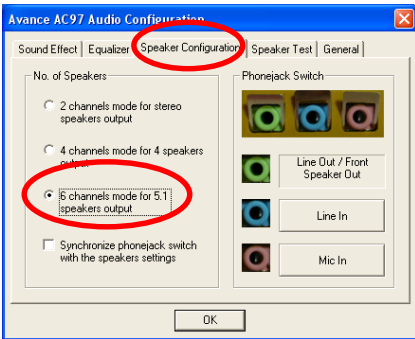 Avance AC97 Audio Configuration
Sound Effect
Equalizer
Speaker Configuration
Speaker Test
General
No. of Speakers
2 channels mode for stereo
speakers output
4 channels mode for 4 speakers
output
6 channels mode for 5.1
speakers output
Synchronize phonejack switch
with the speakers settings
Phonejack Switch
Line Out / Front
Speaker Out
Line In
Mic In
OK